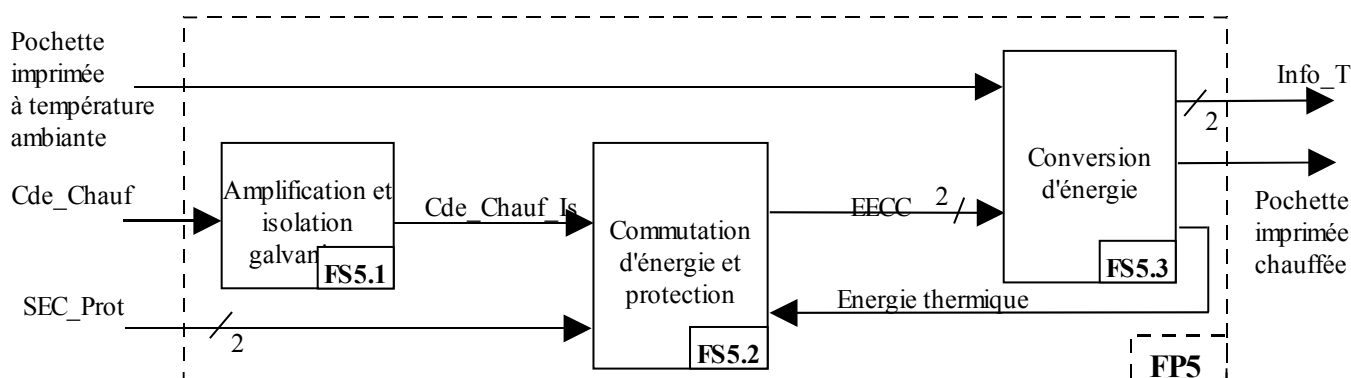 Pochette
imprimée
à température
ambiante
Cde_Chauf
SEC_Prot
2
Amplification et
isolation
FS5.1
Cde_Chauf_Is
Commutation
d'énergie et
protection
FS5.2
EECC
2
Energie thermique
Conversion
d'énergie
FS5.3
2
Info_T
Pochette
imprimée
chauffée
FP5